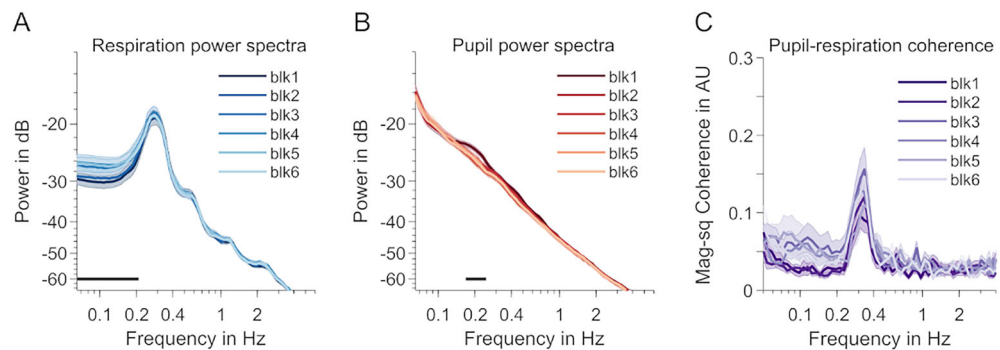 A
Respiration power spectra
blk1
blk2
blk3
blk4
blk5
blk6
Power in dB
-20
-30
-40
-50
-60
0.1 0.2 0.4 1 2
Frequency in Hz
B
Pupil power spectra
blk1
blk2
blk3
blk4
blk5
blk6
Power in dB
-20
-30
-40
-50
-60
0.1 0.2 0.4 1 2
Frequency in Hz
C
Pupil-respiration coherence
blk1
blk2
blk3
blk4
blk5
blk6
Mag-sq Coherence in AU
0.3
0.2
0.1
0
0.1 0.2 0.4 1 2
Frequency in Hz